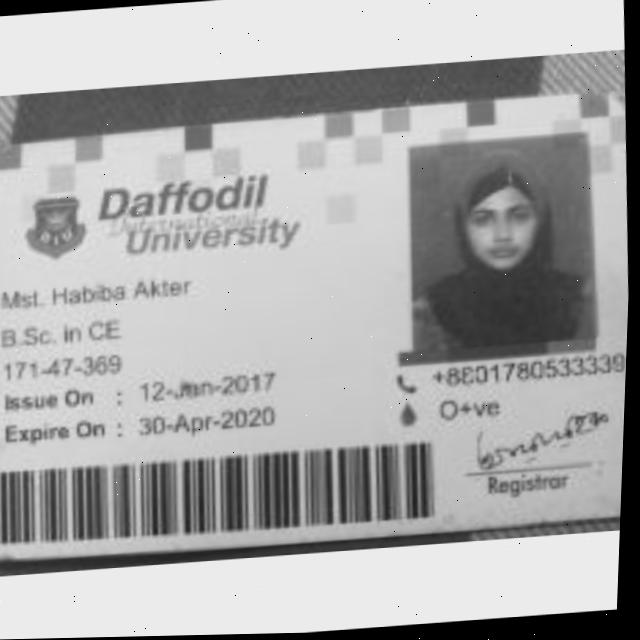 Daffodil
International
University
Mst. Habiba Akter
B.Sc. in CE
171-47-369
Issue On : 12-Jan-2017
Expire On : 30-Apr-2020
+8801780533339
O+ve
Registrar